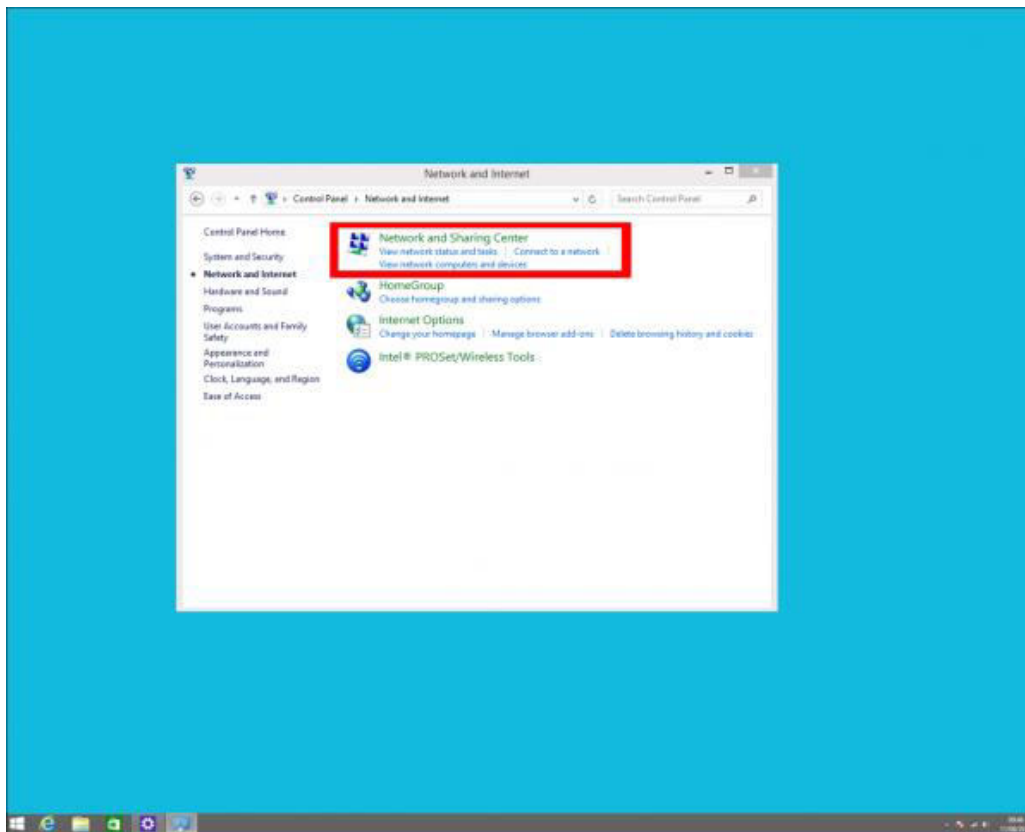 Network and Internet
Control Panel Network and Internet
Search Control Panel
Control Panel Home
System and Security
Network and Internet
Hardware and Sound
Programs
User Accounts and Family
Safety
Appearance and
Personalization
Clock, Language, and Region
Ease of Access
Network and Sharing Center
View network status and tasks Connect to a network
View network computers and devices
HomeGroup
Choose homegroup and sharing options
Internet Options
Change your homepage Manage browser add-ons Delete browsing history and cookies
Intel® PROSet/Wireless Tools